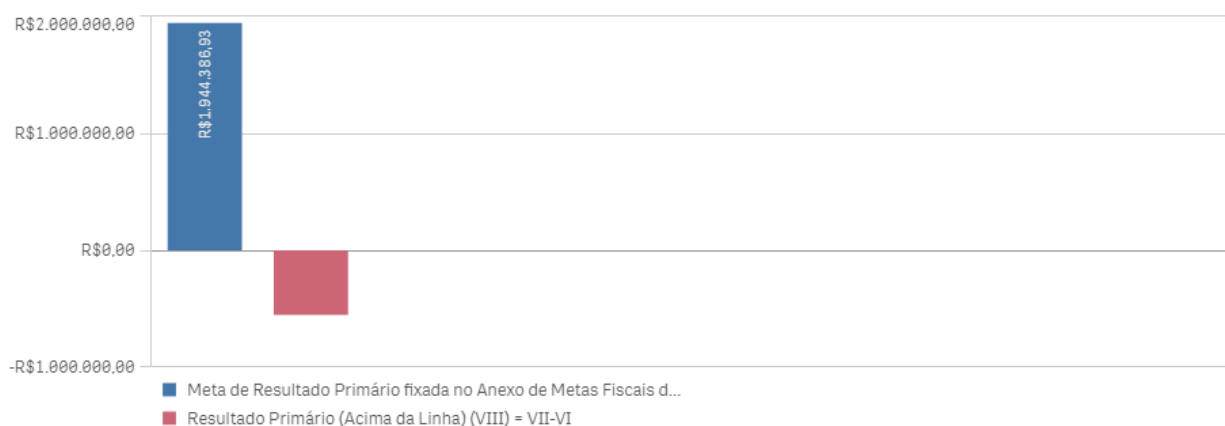 R$2.000.000,00
R$1.944.386,93
R$1.000.000,00
R$0,00
-R$1.000.000,00
Meta de Resultado Primário fixada no Anexo de Metas Fiscais d...
Resultado Primário (Acima da Linha) (VIII) = VII-VI